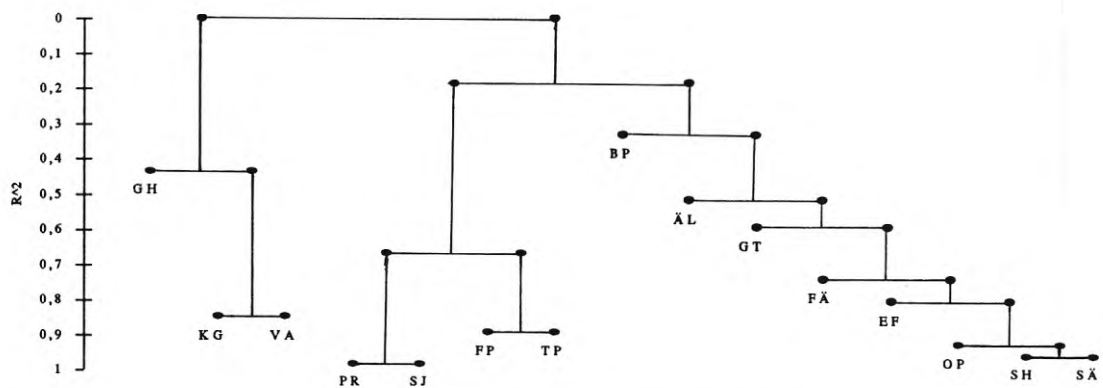 0
0,1
0,2
0,3
0,4
0,5
0,6
0,7
0,8
0,9
1
R^2
GH
KG
VA
PR
SJ
FP
TP
BP
ÄL
GT
FÄ
EF
OP
SH
SÄ